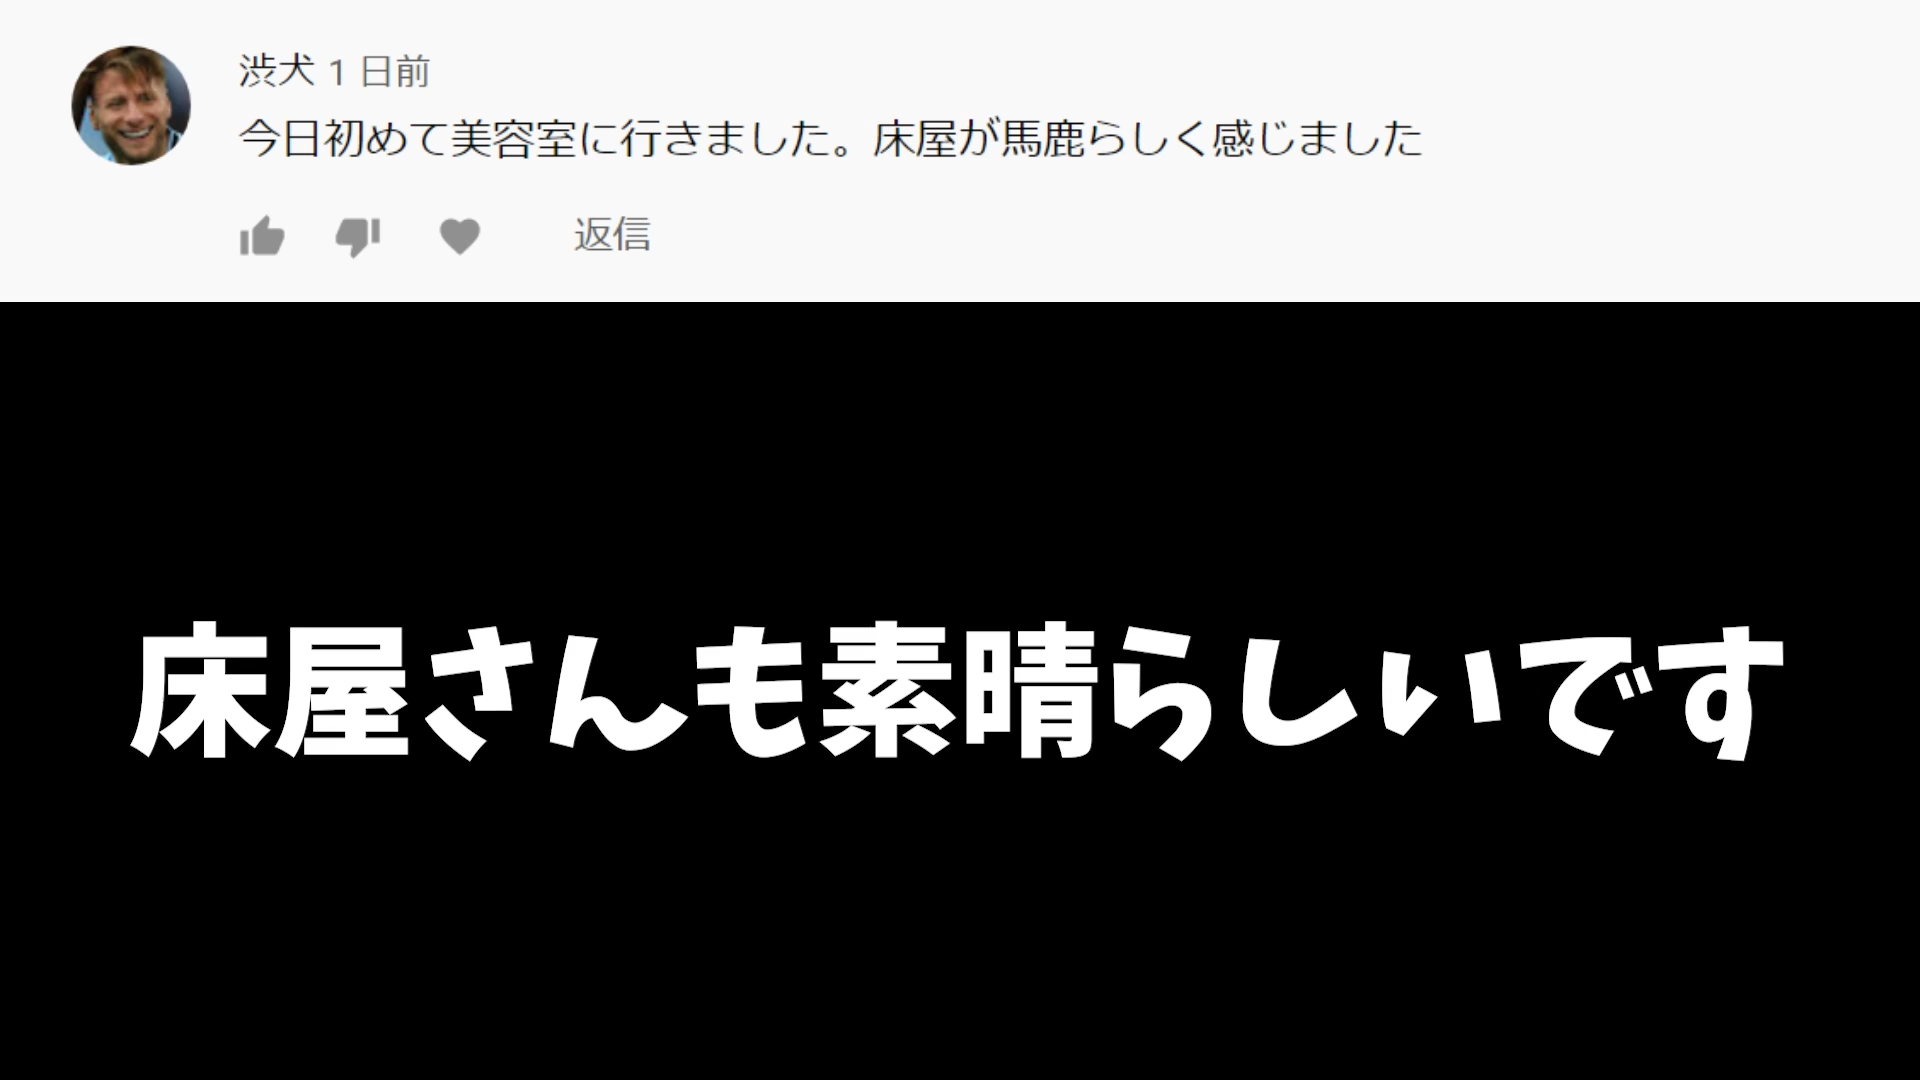 渋犬 1 日前
今日初めて美容室に行きました。床屋が馬鹿らしく感じました
返信
床屋さんも素晴らしいです